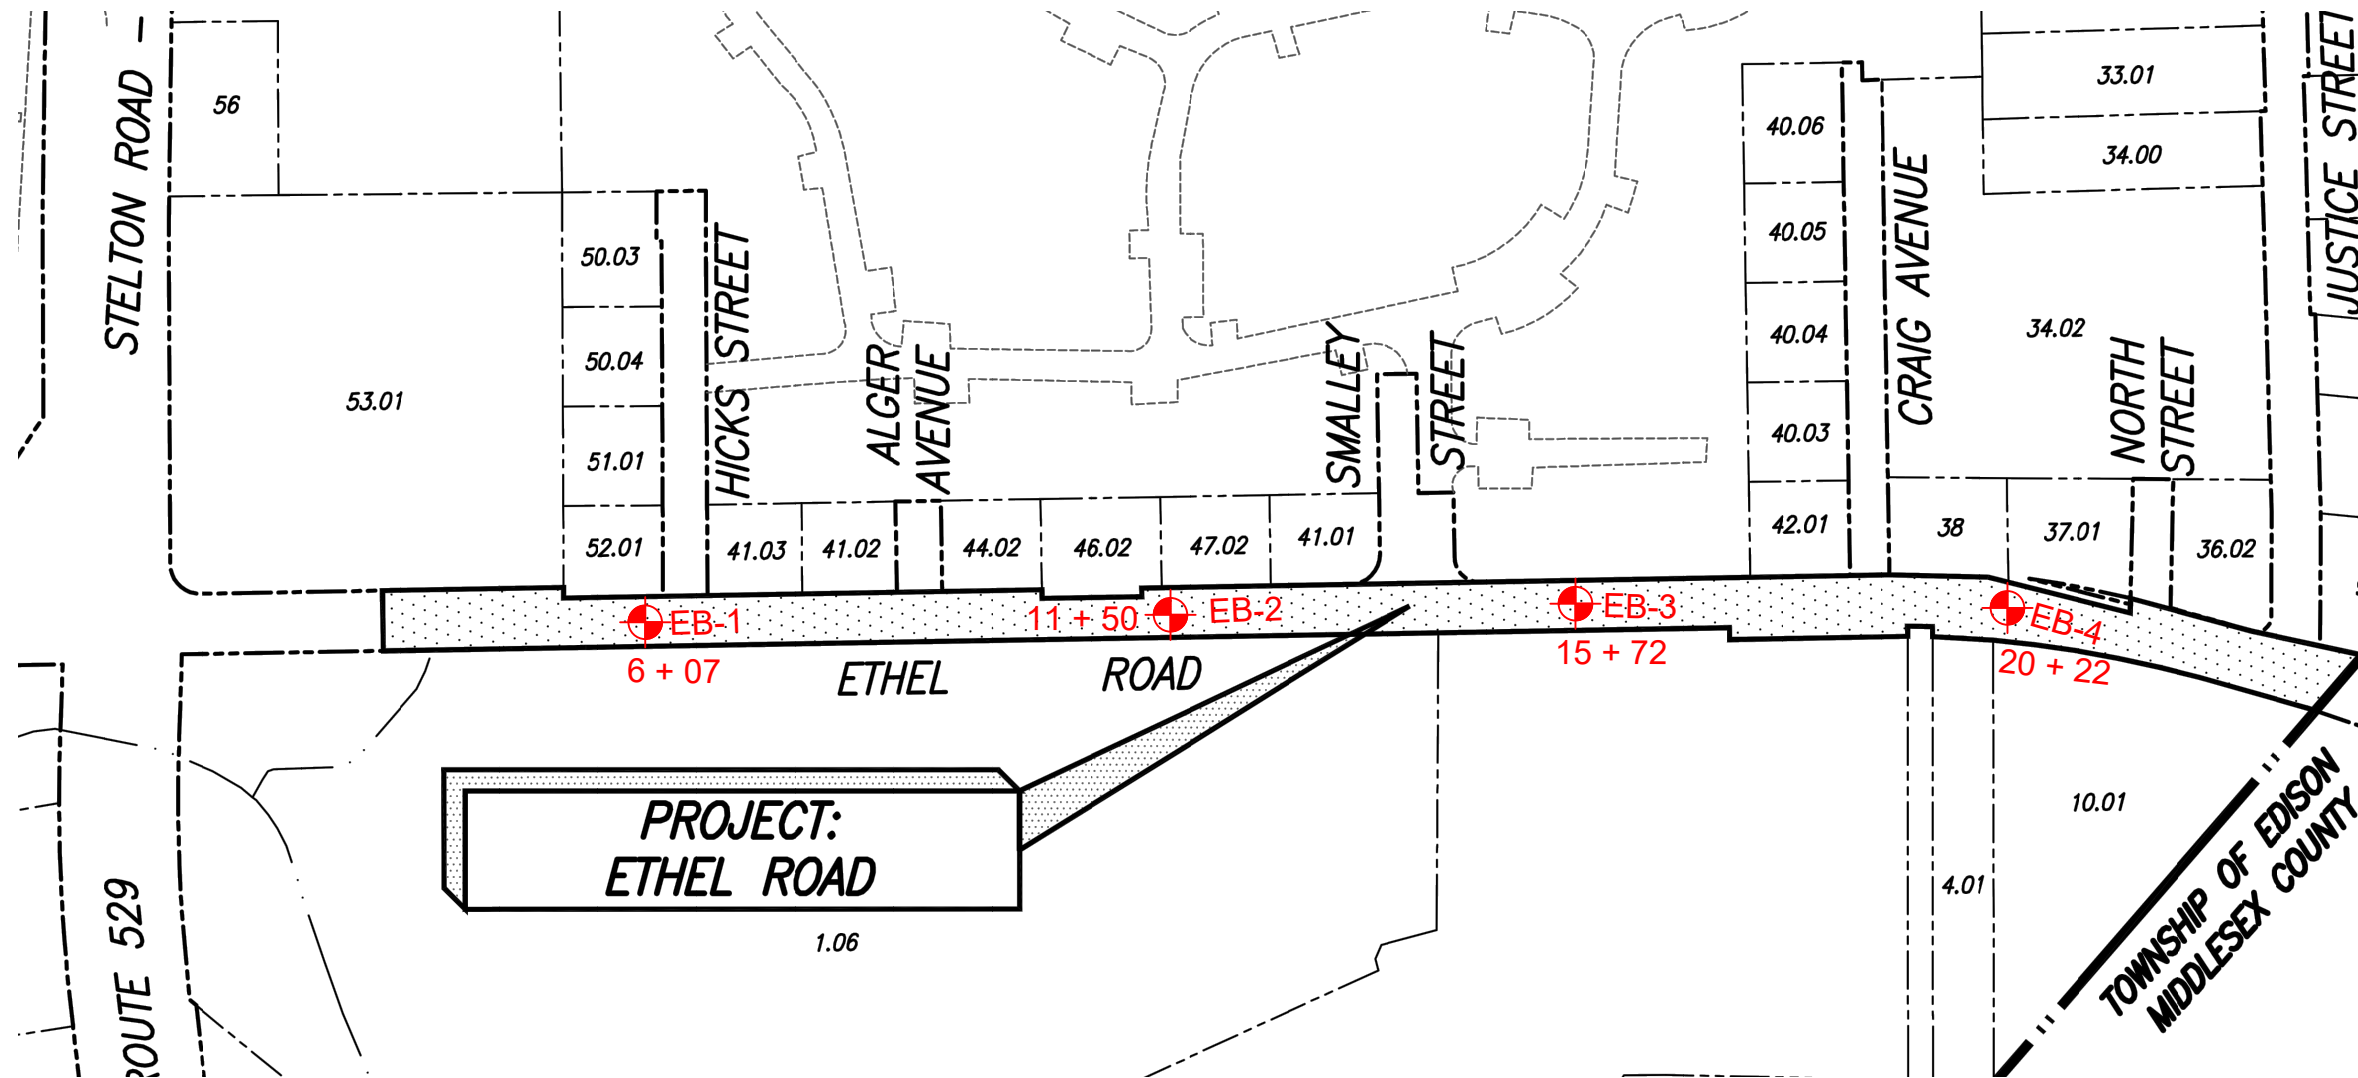 STELTON ROAD
56
53.01
50.03
50.04
51.01
52.01
HICKS STREET
41.03
41.02
ALGER
AVENUE
44.02
46.02
47.02
41.01
SMALLEY
STREET
40.06
40.05
40.04
40.03
42.01
CRAIG AVENUE
33.01
34.00
34.02
38
37.01
NORTH
STREET
36.02
JUSTICE STREET
EB-1
6 + 07
11 + 50
EB-2
EB-3
15 + 72
EB-4
20 + 22
ETHEL ROAD
PROJECT:
ETHEL ROAD
1.06
4.01
10.01
TOWNSHIP OF EDISON
MIDDLESEX COUNTY
ROUTE 529